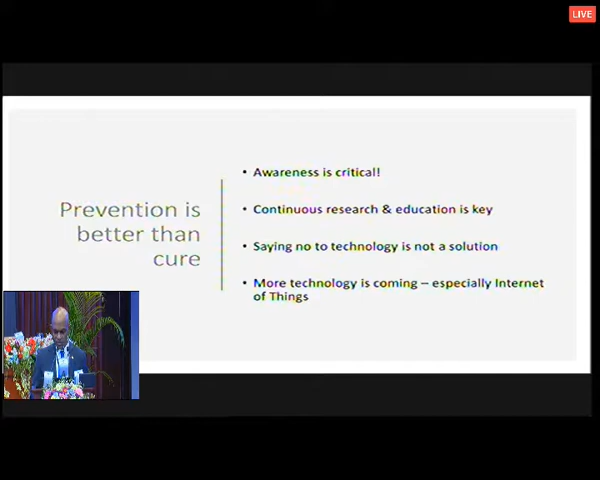 LIVE
Prevention is
better than
cure
• Awareness is critical!
• Continuous research & education is key
• Saying no to technology is not a solution
• More technology is coming – especially Internet
of Things